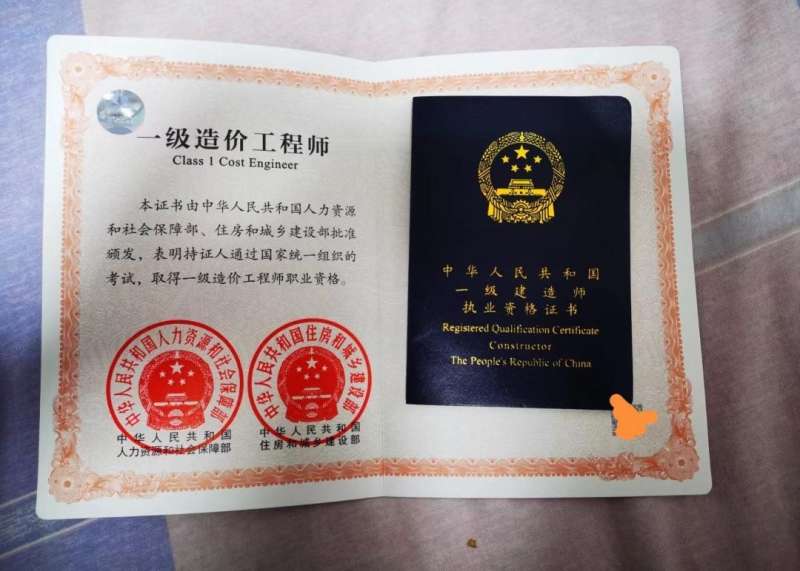 一级造价工程师
Class 1 Cost Engineer
本证书由中华人民共和国人力资源
和社会保障部、住房和城乡建设部批准
颁发，表明持证人通过国家统一组织的
考试，取得一级造价工程师职业资格。
中华人民共和国人力资源和社会保障部
中华人民共和国
人力资源和社会保障部
中华人民共和国住房和城乡建设部
中华人民共和国
住房和城乡建设部
中华人民共和国
一级建造师
执业资格证书
Registered Qualification Certificate
Constructor
The People's Republic of China